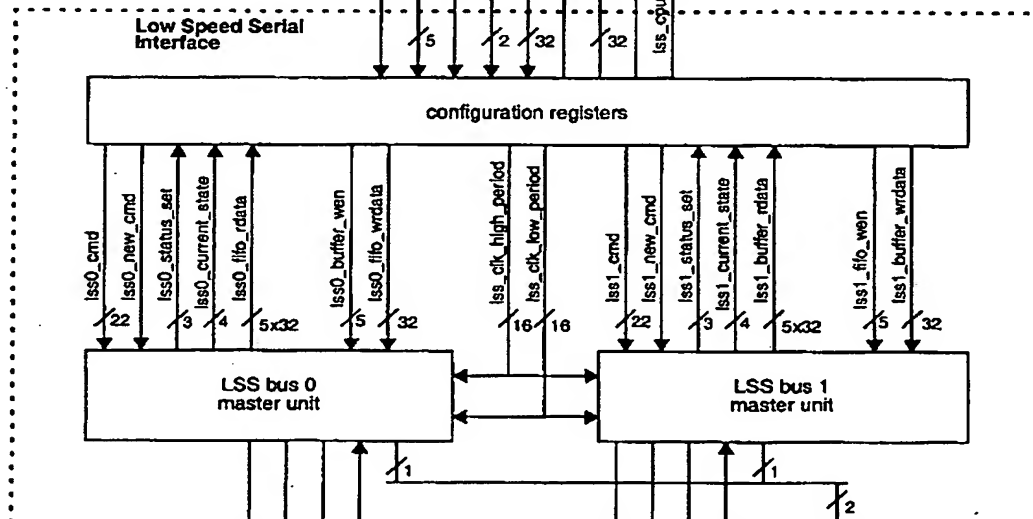 Low Speed Serial
Interface
5
2
32
32
lss_cpu
configuration registers
lss0_cmd
lss0_new_cmd
lss0_status_set
lss0_current_state
lss0_fifo_rdata
lss0_buffer_wen
lss0_fifo_wrdata
lss_clk_high_period
lss_clk_low_period
lss1_cmd
lss1_new_cmd
lss1_status_set
lss1_current_state
lss1_buffer_rdata
lss1_fifo_wen
lss1_buffer_wrdata
22
3
4
5x32
5
32
16
16
22
3
4
5x32
5
32
LSS bus 0
master unit
LSS bus 1
master unit
1
1
2